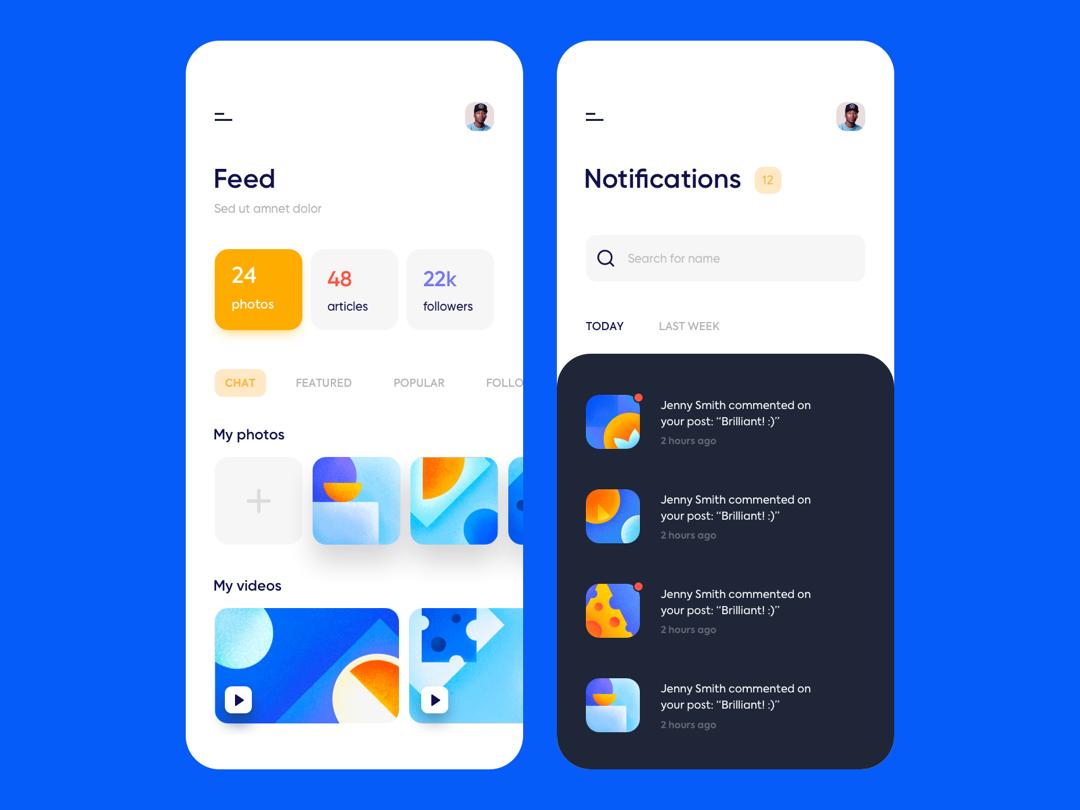 Feed
Sed ut amnet dolor
24
photos
48
articles
22k
followers
CHAT
FEATURED
POPULAR
FOLLO
My photos
My videos
Notifications
12
Search for name
TODAY
LAST WEEK
Jenny Smith commented on
your post: “Brilliant! :)”
2 hours ago
Jenny Smith commented on
your post: “Brilliant! :)”
2 hours ago
Jenny Smith commented on
your post: “Brilliant! :)”
2 hours ago
Jenny Smith commented on
your post: “Brilliant! :)”
2 hours ago